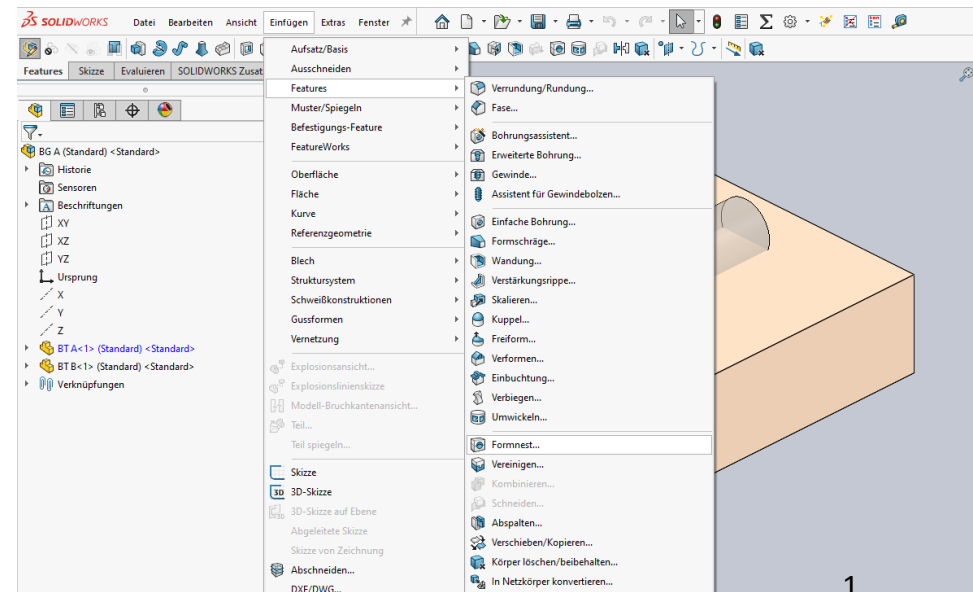 SOLIDWORKS Datei Bearbeiten Ansicht Einfügen Extras Fenster
Features Skizze Evaluieren SOLIDWORKS Zusat
BG A (Standard) <Standard>
Historie
Sensoren
Beschriftungen
XY
XZ
YZ
Ursprung
X
Y
Z
BT A<1> (Standard) <Standard>
BT B<1> (Standard) <Standard>
Verknüpfungen
Aufsatz/Basis
Ausschneiden
Features
Muster/Spiegeln
Befestigungs-Feature
FeatureWorks
Oberfläche
Fläche
Kurve
Referenzgeometrie
Blech
Struktursystem
Schweißkonstruktionen
Gussformen
Vernetzung
Explosionsansicht...
Explosionslinienskizze
Modell-Bruchkantenansicht...
Teil...
Teil spiegeln...
Skizze
3D 3D-Skizze
3D-Skizze auf Ebene
Abgeleitete Skizze
Skizze von Zeichnung
Abschneiden...
DXF/DWG...
Verrundung/Rundung...
Fase...
Bohrungsassistent...
Erweiterte Bohrung...
Gewinde...
Assistent für Gewindebolzen...
Einfache Bohrung...
Formschräge...
Wandung...
Verstärkungsrippe...
Skalieren...
Kuppel...
Freiform...
Verformen...
Einbuchtung...
Verbiegen...
Umwickeln...
Formnest...
Vereinigen...
Kombinieren...
Schneiden...
Abspalten...
Verschieben/Kopieren...
Körper löschen/beibehalten...
In Netzkörper konvertieren...
1